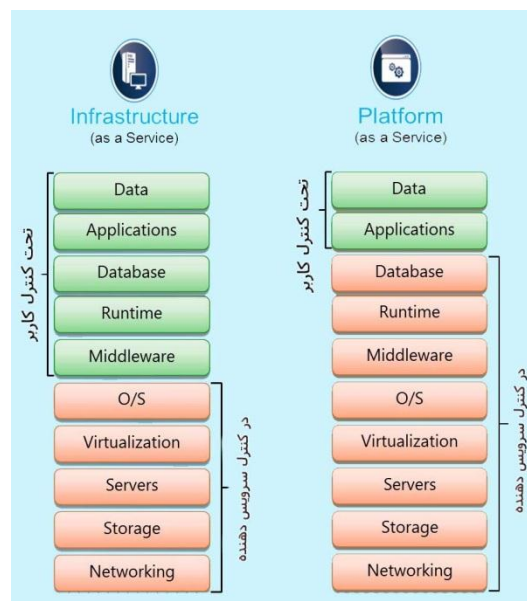 Infrastructure
(as a Service)
تحت کنترل کاربر
Data
Applications
Database
Runtime
Middleware
O/S
Virtualization
Servers
Storage
Networking
در کنترل سرویس دهنده
Platform
(as a Service)
تحت کنترل کاربر
Data
Applications
Database
Runtime
Middleware
O/S
Virtualization
Servers
Storage
Networking
در کنترل سرویس دهنده